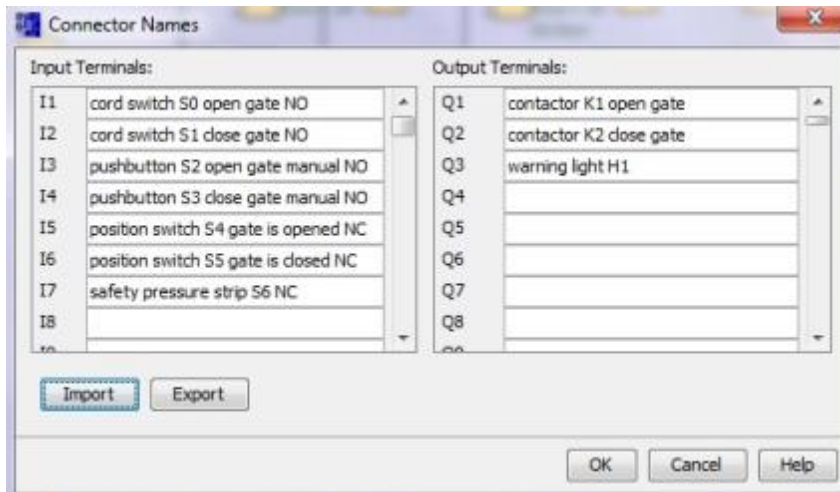 Connector Names
Input Terminals:
Output Terminals:
I1 cord switch S0 open gate NO
Q1 contactor K1 open gate
I2 cord switch S1 close gate NO
Q2 contactor K2 close gate
I3 pushbutton S2 open gate manual NO
Q3 warning light H1
I4 pushbutton S3 close gate manual NO
Q4
I5 position switch S4 gate is opened NC
Q5
I6 position switch S5 gate is closed NC
Q6
I7 safety pressure strip S6 NC
Q7
I8
Q8
Import Export
OK Cancel Help